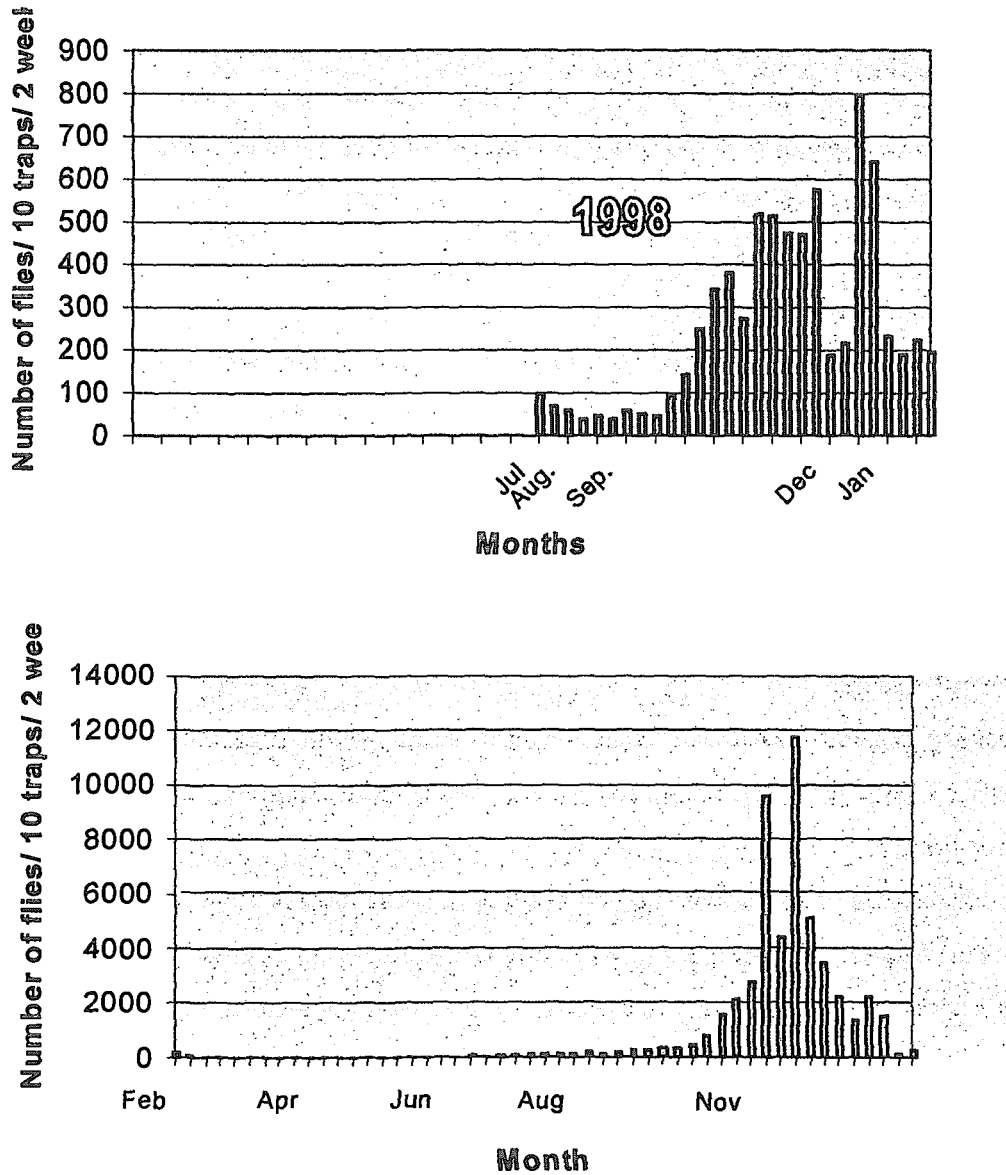 Number of flies/ 10 traps/ 2 week
900
800
700
600
500
400
300
200
100
0
1998
Jul
Aug.
Sep.
Dec
Jan
Months
Number of flies/ 10 traps/ 2 wee
14000
12000
10000
8000
6000
4000
2000
0
Feb Apr Jun Aug Nov
Month